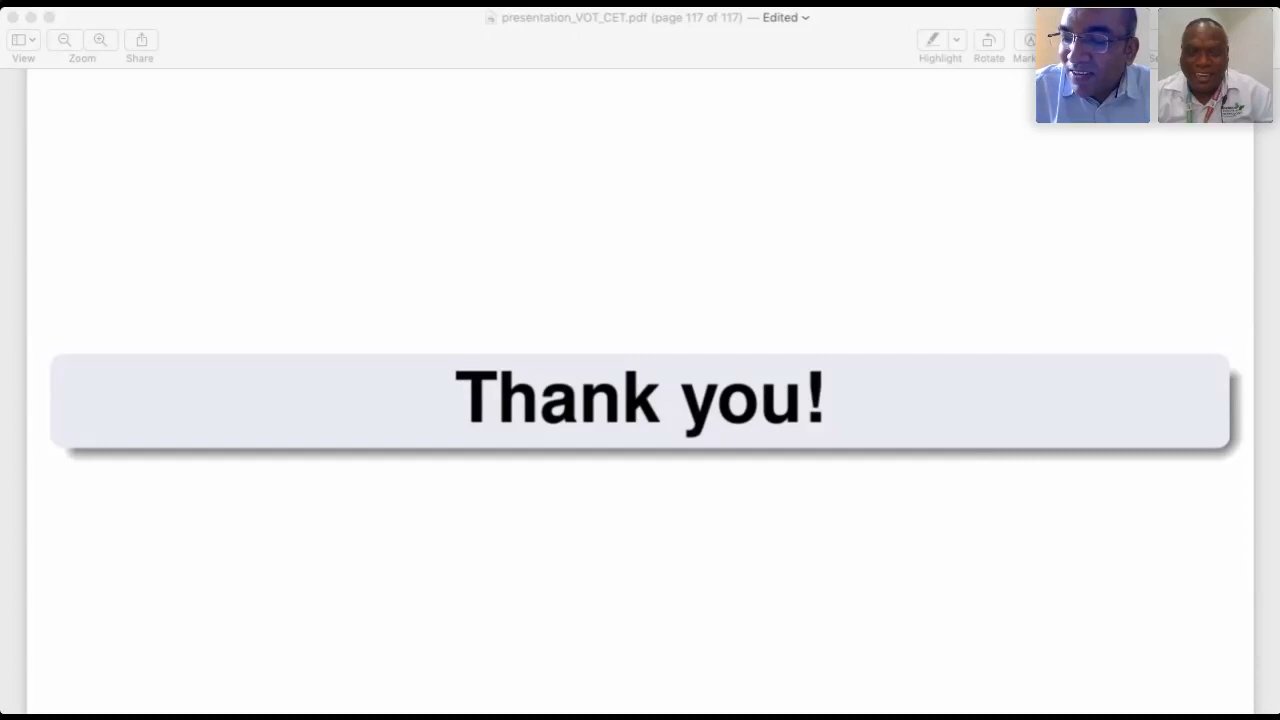 presentation_VOT_CET.pdf (page 117 of 117) — Edited
View
Zoom
Share
Highlight
Rotate
Thank you!